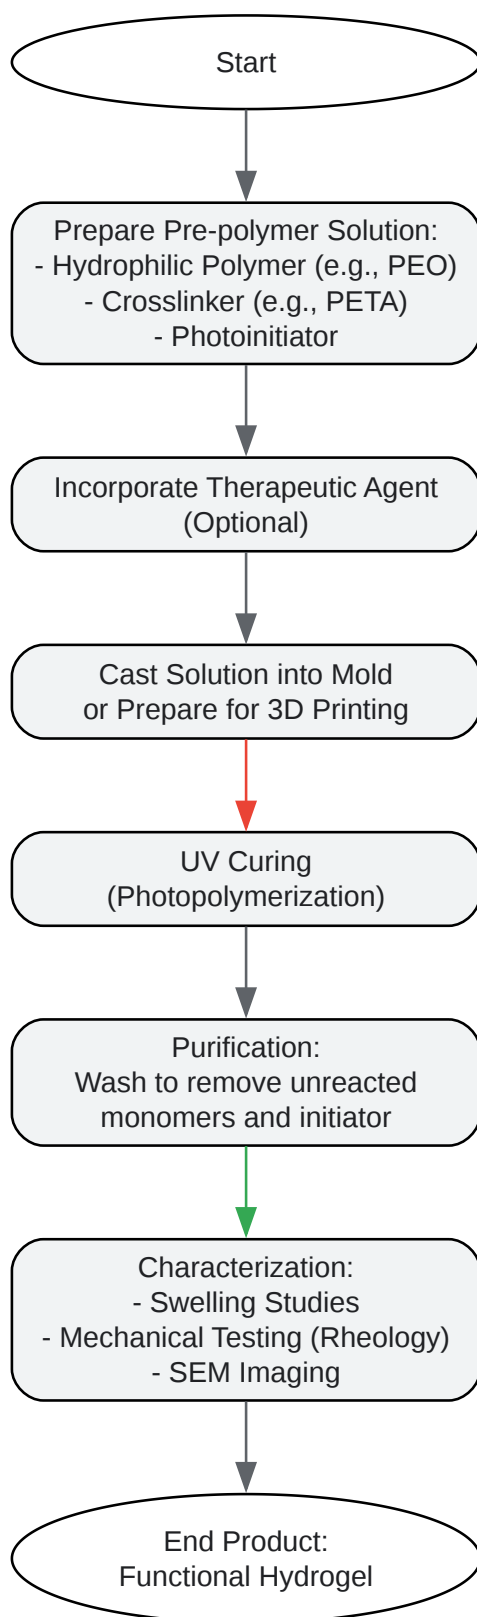 Start
Prepare Pre-polymer Solution:
- Hydrophilic Polymer (e.g., PEO)
- Crosslinker (e.g., PETA)
- Photoinitiator
Incorporate Therapeutic Agent
(Optional)
Cast Solution into Mold
or Prepare for 3D Printing
UV Curing
(Photopolymerization)
Purification:
Wash to remove unreacted
monomers and initiator
Characterization:
- Swelling Studies
- Mechanical Testing (Rheology)
- SEM Imaging
End Product:
Functional Hydrogel